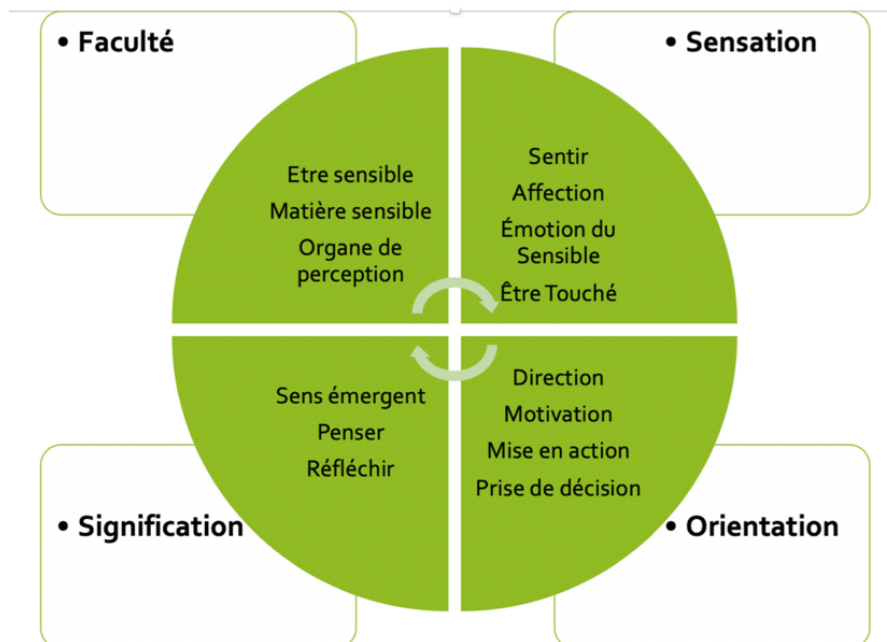 • Faculté
Etre sensible
Matière sensible
Organe de
perception
• Sensation
Sentir
Affection
Émotion du
Sensible
Être Touché
Sens émergent
Penser
Réfléchir
• Signification
Direction
Motivation
Mise en action
Prise de décision
• Orientation